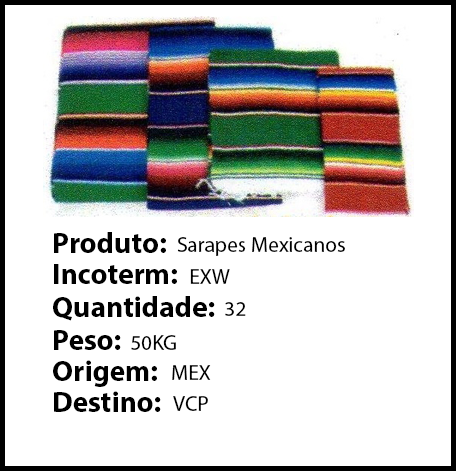 Produto: Sarapes Mexicanos
Incoterm: EXW
Quantidade: 32
Peso: 50KG
Origem: MEX
Destino: VCP